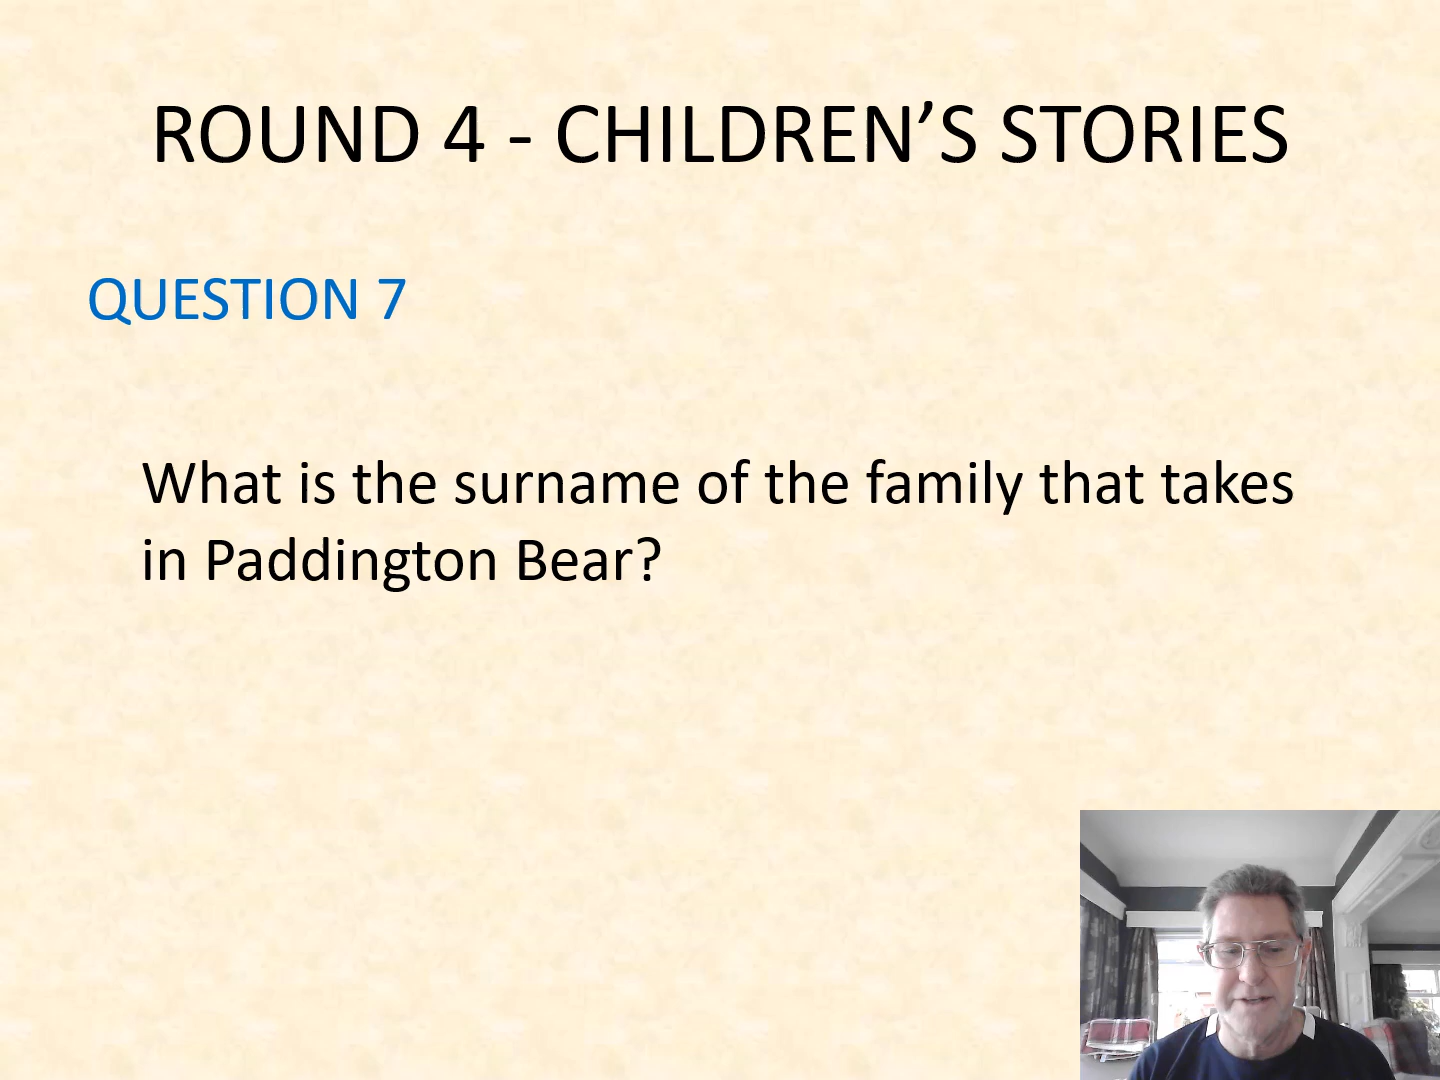 ROUND 4 - CHILDREN’S STORIES
QUESTION 7
What is the surname of the family that takes
in Paddington Bear?